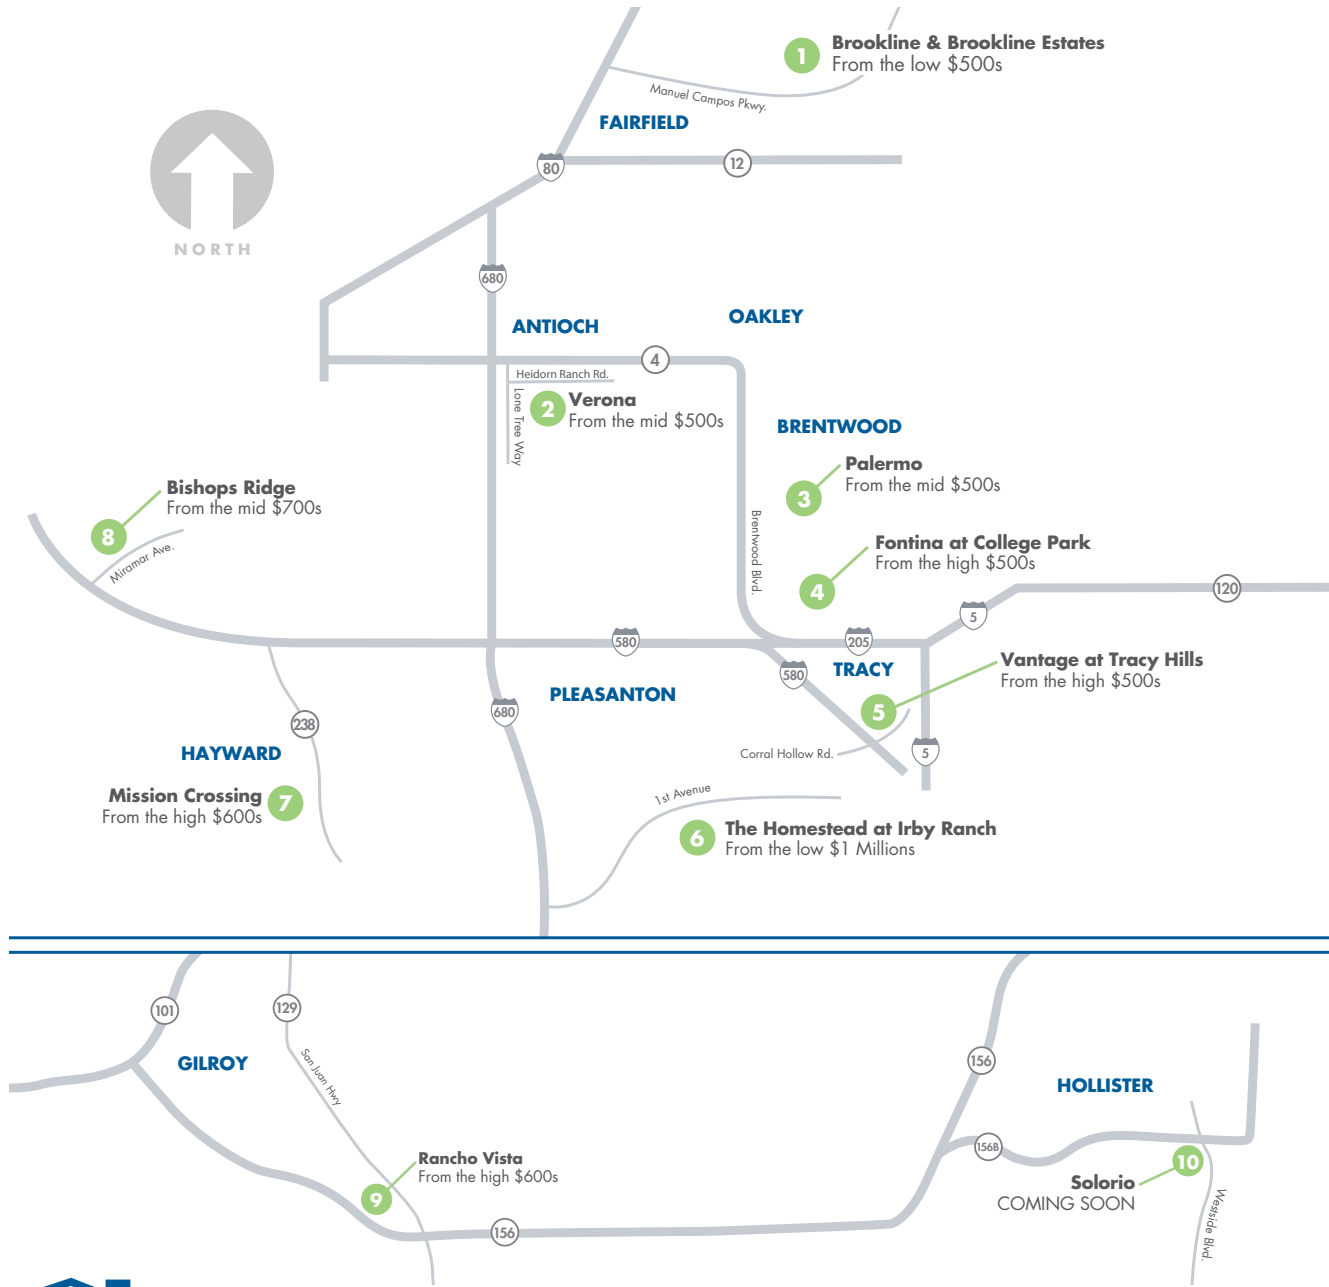 1
Brookline & Brookline Estates
From the low $500s
Manuel Campos Pkwy.
FAIRFIELD
80
12
NORTH
680
ANTIOCH
OAKLEY
4
Heidorn Ranch Rd.
Lone Tree Way
2
Verona
From the mid $500s
BRENTWOOD
Palermo
From the mid $500s
3
Brentwood Blvd.
Bishops Ridge
From the mid $700s
8
Miramar Ave.
Fontina at College Park
From the high $500s
4
120
5
580
205
580
TRACY
Vantage at Tracy Hills
From the high $500s
5
PLEASANTON
680
238
HAYWARD
Corral Hollow Rd.
5
Mission Crossing
From the high $600s
7
1st Avenue
6
The Homestead at Irby Ranch
From the low $1 Millions
101
129
GILROY
San Juan Hwy
156
HOLLISTER
156B
Rancho Vista
From the high $600s
9
156
10
Solorio
COMING SOON
Westside Blvd.